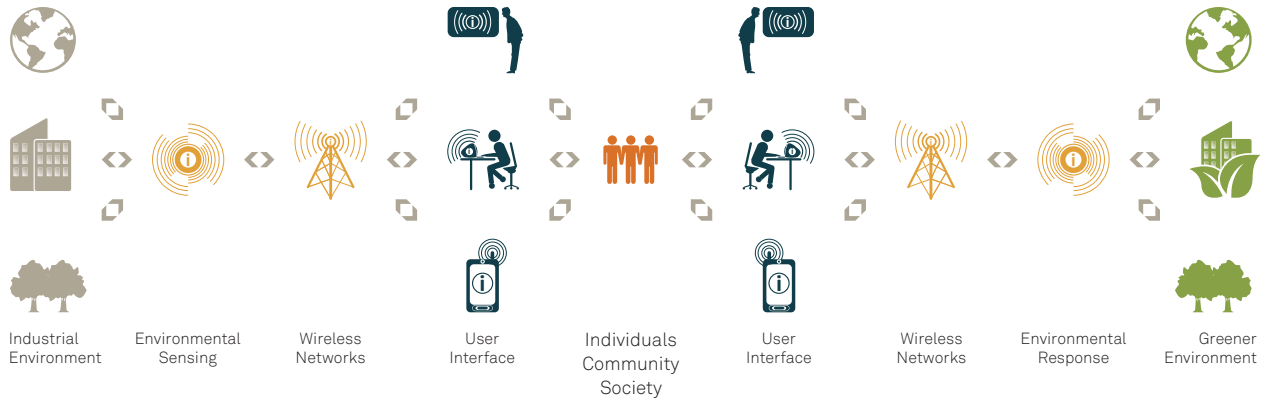 Industrial
Environment
Environmental
Sensing
Wireless
Networks
User
Interface
Individuals
Community
Society
User
Interface
Wireless
Networks
Environmental
Response
Greener
Environment